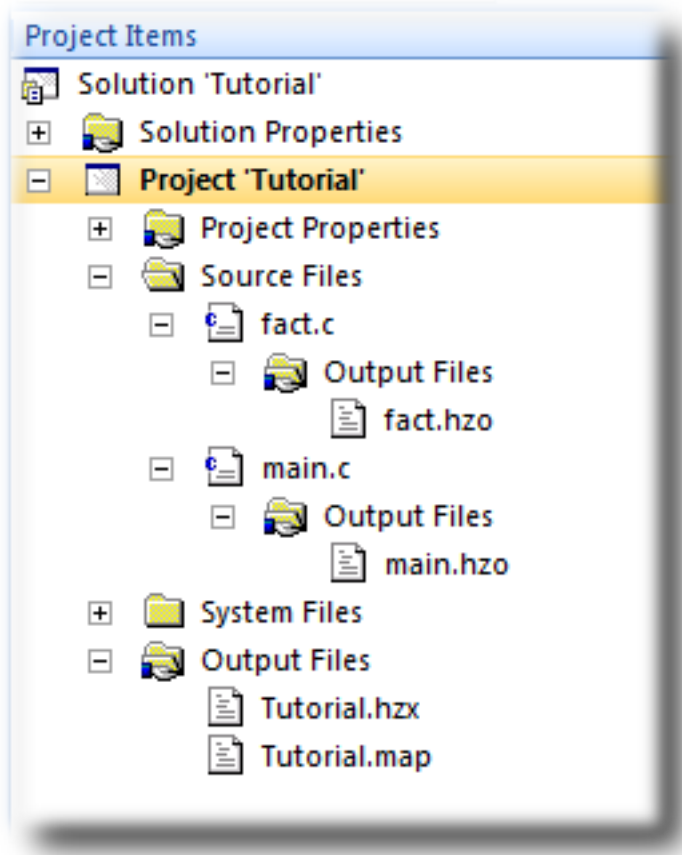 Project Items
Solution 'Tutorial'
Solution Properties
Project 'Tutorial'
Project Properties
Source Files
fact.c
Output Files
fact.hzo
main.c
Output Files
main.hzo
System Files
Output Files
Tutorial.hzx
Tutorial.map